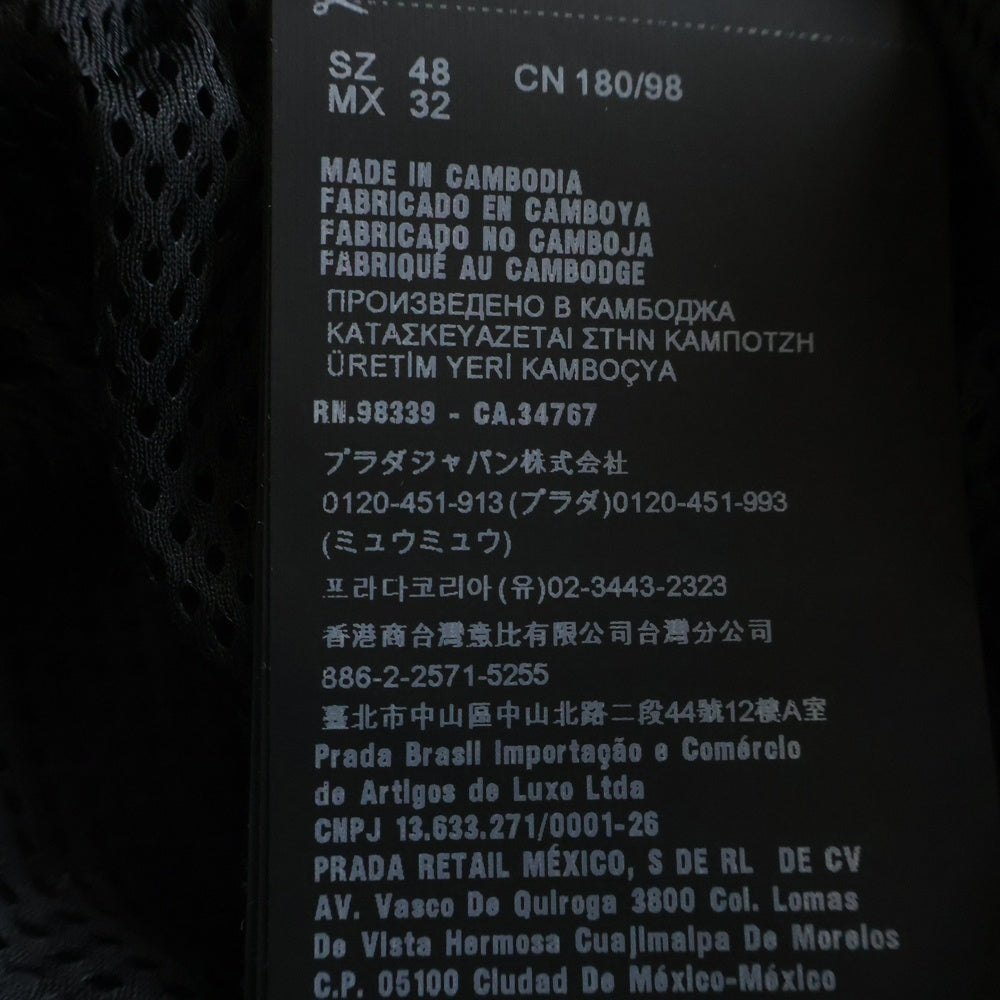 SZ 48 CN 180/98
MX 32
MADE IN CAMBODIA
FABRICADO EN CAMBOYA
FABRICADO NO CAMBOJA
FABRIQUÉ AU CAMBODGE
ПРОИЗВЕДЕНО В КАМБОДЖА
ΚΑΤΑΣΚΕΥΑΖΕΤΑΙ ΣΤΗΝ ΚΑΜΠΟΤΖΗ
ÜRETİM YERİ KAMBOÇYA
RN.98339 - CA.34767
プラダジャパン株式会社
0120-451-913(プラダ)0120-451-993
(ミュウミュウ)
프라다코리아(유)02-3443-2323
香港商台灣意比有限公司台灣分公司
886-2-2571-5255
臺北市中山區中山北路二段44號12樓A室
Prada Brasil Importação e Comércio
de Artigos de Luxo Ltda
CNPJ 13.633.271/0001-26
PRADA RETAIL MÉXICO, S DE RL DE CV
AV. Vasco De Quiroga 3800 Col. Lomas
De Vista Hermosa Cuajimalpa De Morelos
C.P. 05100 Ciudad De México-México